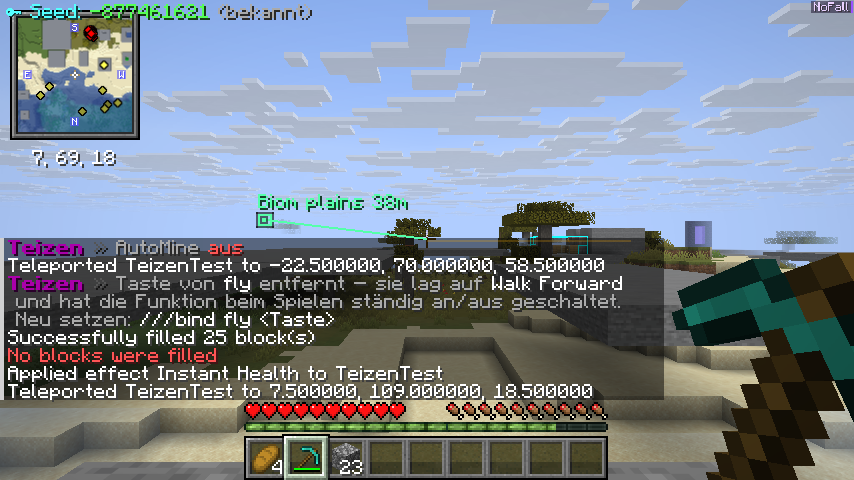 Seed: -877461621 (bekannt)
NoFall
S
E
W
N
7, 69, 18
Biom plains 38m
Teizen » AutoMine aus
Teleported TeizenTest to -22.500000, 70.000000, 58.500000
Teizen » Taste von fly entfernt – sie lag auf Walk Forward
und hat die Funktion beim Spielen ständig an/aus geschaltet.
Neu setzen: ///bind fly <Taste>
Successfully filled 25 block(s)
No blocks were filled
Applied effect Instant Health to TeizenTest
Teleported TeizenTest to 7.500000, 109.000000, 18.500000
4
23